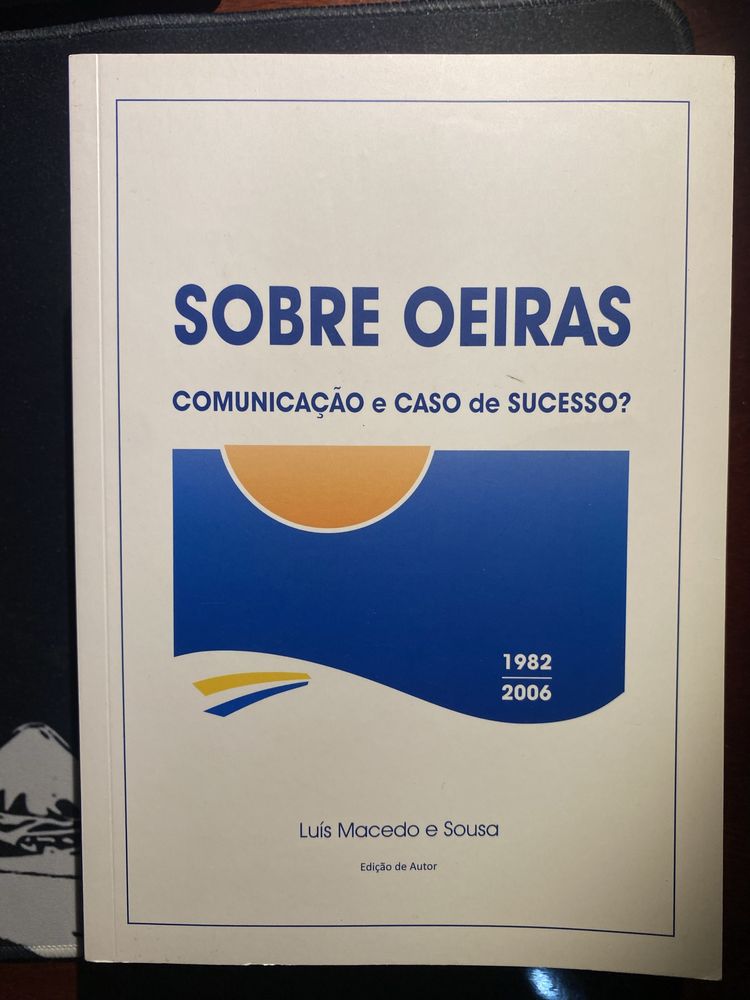 SOBRE OEIRAS
COMUNICAÇÃO e CASO de SUCESSO?
1982
2006
Luís Macedo e Sousa
Edição de Autor